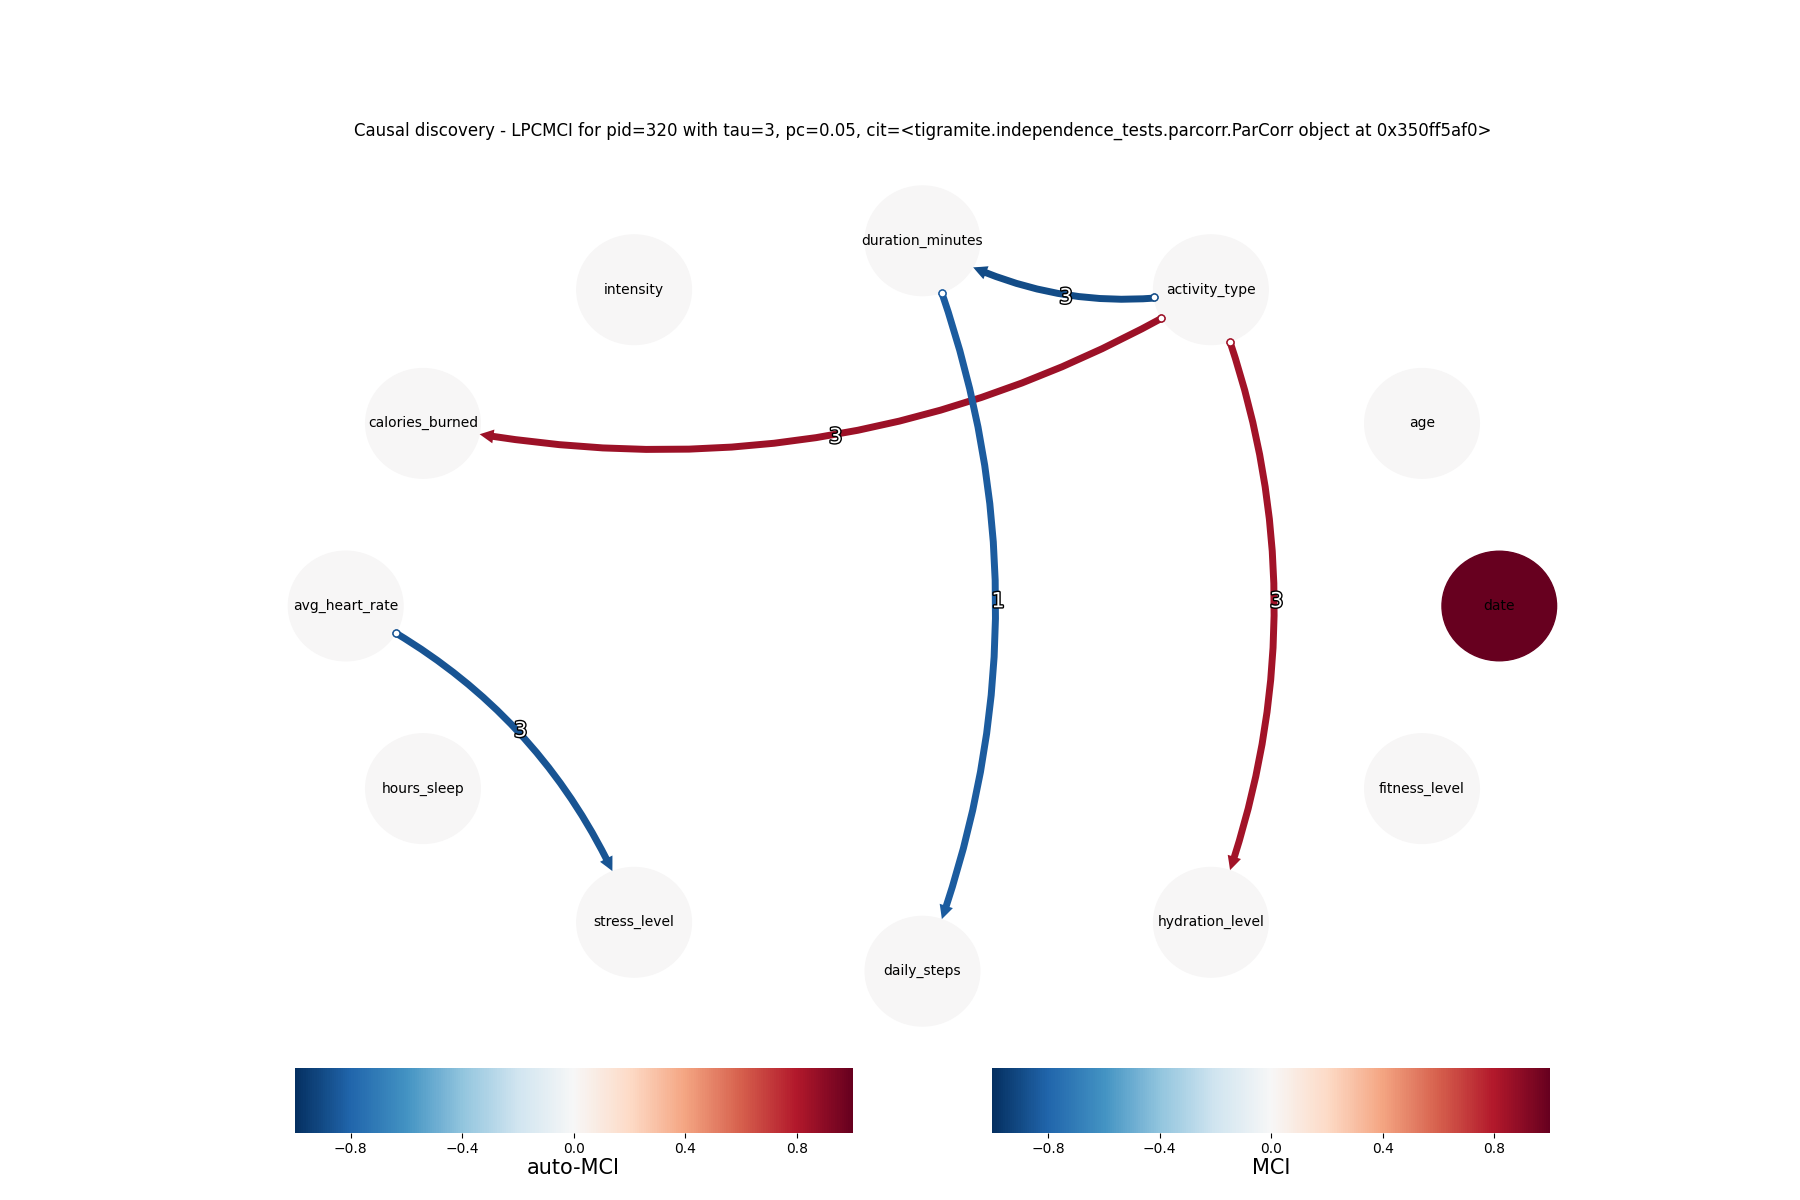 Causal discovery - LPCMCI for pid=320 with tau=3, pc=0.05, cit=<tigramite.independence_tests.parcorr.ParCorr object at 0x350ff5af0>
duration_minutes
intensity
activity_type
3
calories_burned
age
3
avg_heart_rate
1
3
date
3
hours_sleep
fitness_level
stress_level
hydration_level
daily_steps
−0.8 −0.4 0.0 0.4 0.8
auto-MCI
−0.8 −0.4 0.0 0.4 0.8
MCI